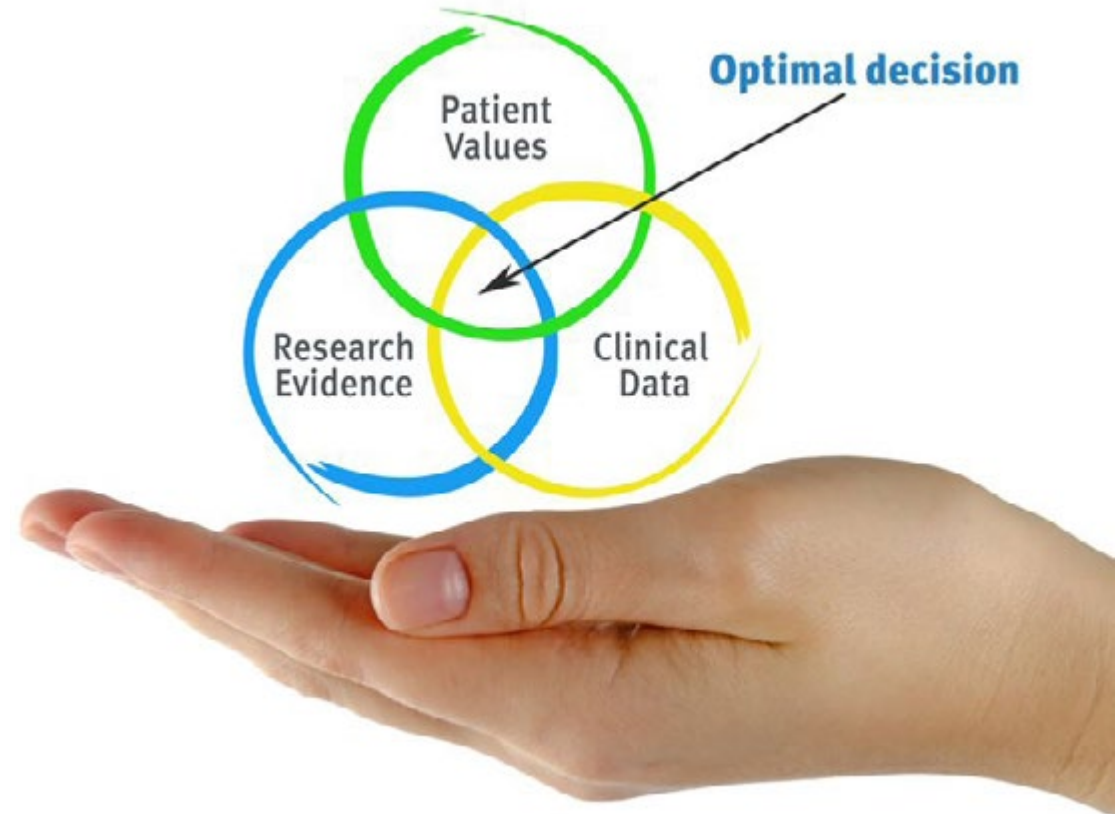 Optimal decision
Patient
Values
Research
Evidence
Clinical
Data